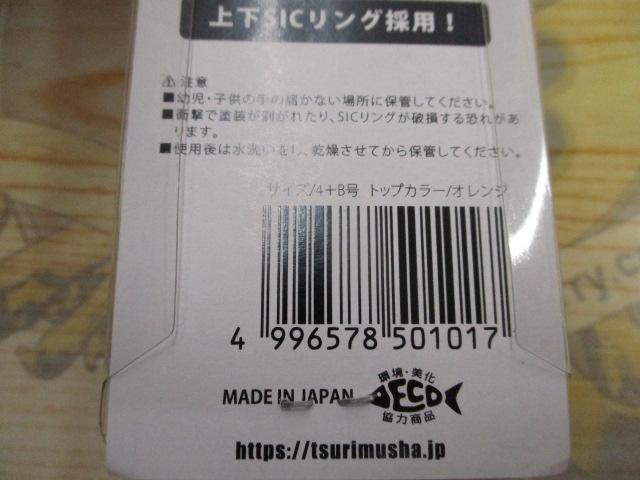 上下SICリング採用！
⚠注意
■幼児・子供の手の届かない場所に保管してください。
■衝撃で塗装が剥がれたり、SICリングが破損する恐れがあ
ります。
■使用後は水洗いをし、乾燥させてから保管してください。
サイズ/4+B号 トップカラー/オレンジ
4 996578 501017
MADE IN JAPAN
環境・美化
ECO
協力商品
https://tsurimusha.jp